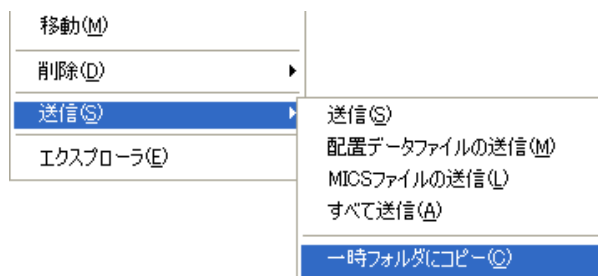 移動(M)
削除(D)
送信(S)
エクスプローラ(E)
送信(S)
配置データファイルの送信(M)
MICSファイルの送信(L)
すべて送信(A)
一時フォルダにコピー(C)